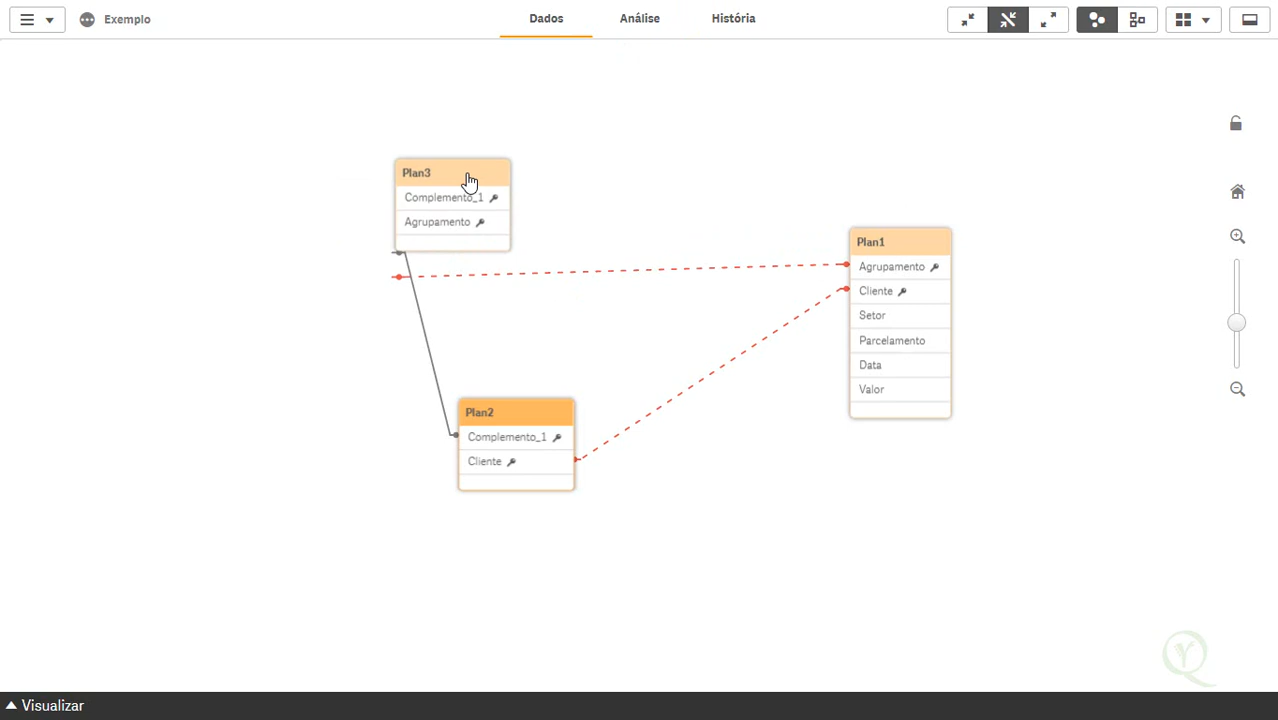 Exemplo
Dados
Análise
História
Plan3
Complemento_1
Agrupamento
Plan1
Agrupamento
Cliente
Setor
Parcelamento
Data
Valor
Plan2
Complemento_1
Cliente
Visualizar